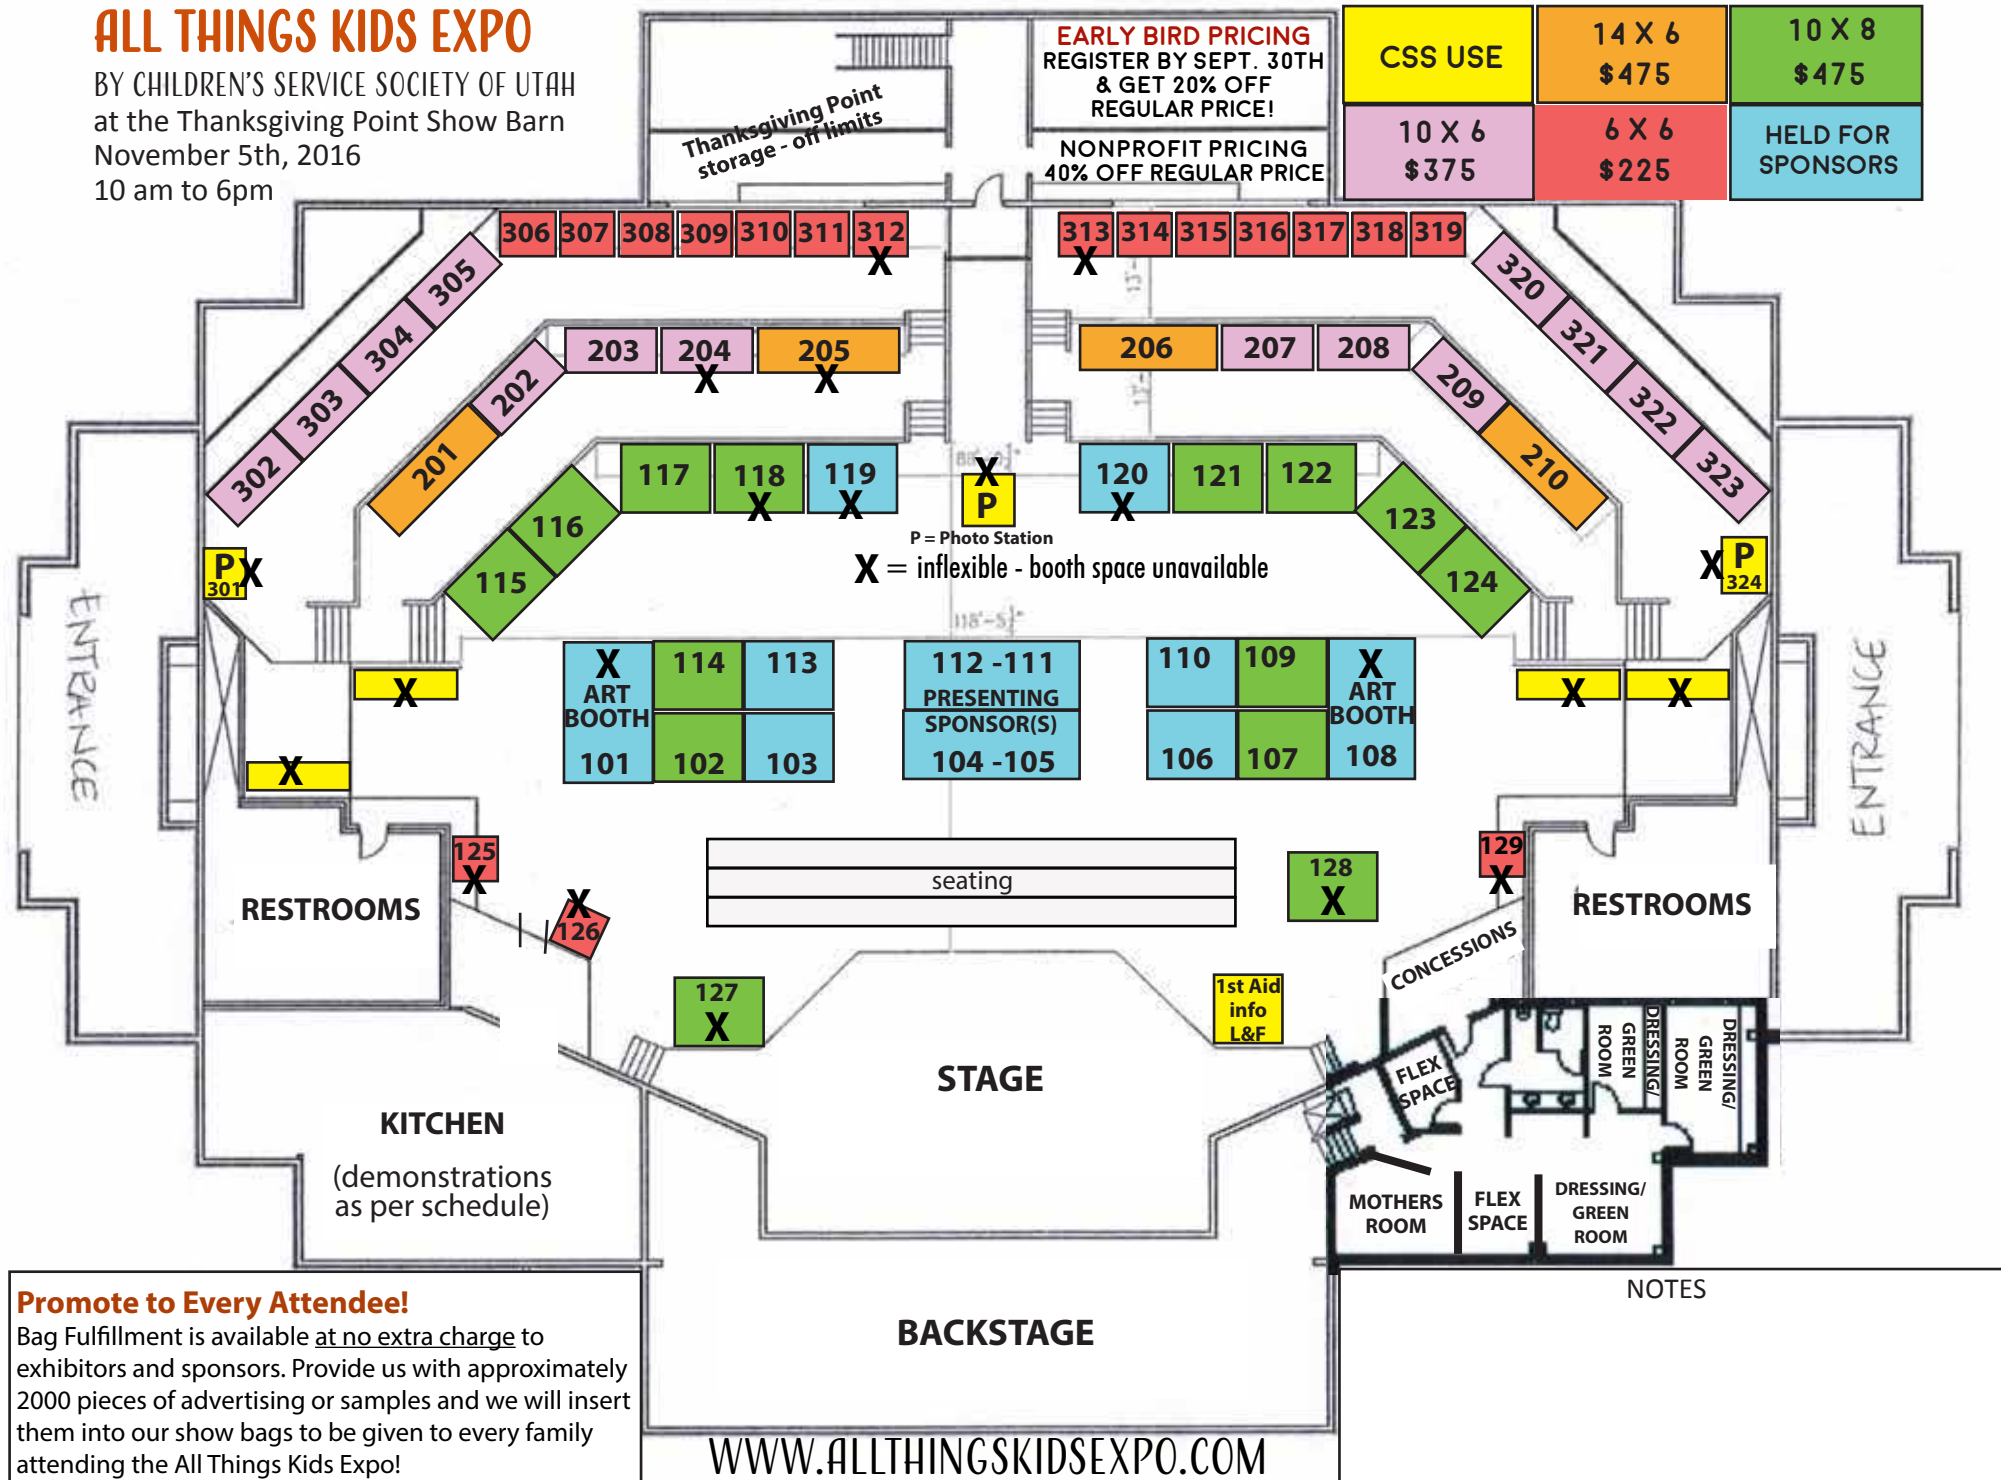 ALL THINGS KIDS EXPO
BY CHILDREN'S SERVICE SOCIETY OF UTAH
at the Thanksgiving Point Show Barn
November 5th, 2016
10 am to 6pm
Thanksgiving Point
storage - off limits
EARLY BIRD PRICING
REGISTER BY SEPT. 30TH
& GET 20% OFF
REGULAR PRICE!
NONPROFIT PRICING
40% OFF REGULAR PRICE
CSS USE
14 X 6
$475
10 X 8
$475
10 X 6
$375
6 X 6
$225
HELD FOR
SPONSORS
306 307 308 309 310 311 312
X
313 314 315 316 317 318 319
X
302 303 304 305
320 321 322 323
201 202 203 204 205
X X
206 207 208 209 210
115 116 117 118 119
X X
X
P
P = Photo Station
120 121 122 123 124
X
X = inflexible - booth space unavailable
P X
301
X P
324
ENTRANCE
ENTRANCE
13'-
12'-
118'-5½"
X
X
X
X
X
ART
BOOTH
101
114 113
102 103
112 -111
PRESENTING
SPONSOR(S)
104 -105
110 109
106 107
X
ART
BOOTH
108
125
X
X
126
seating
128
X
129
X
RESTROOMS
RESTROOMS
CONCESSIONS
127
X
1st Aid
info
L&F
STAGE
KITCHEN
(demonstrations
as per schedule)
FLEX
SPACE
DRESSING/
GREEN
ROOM
DRESSING/
GREEN
ROOM
MOTHERS
ROOM
FLEX
SPACE
DRESSING/
GREEN
ROOM
BACKSTAGE
NOTES
Promote to Every Attendee!
Bag Fulfillment is available at no extra charge to
exhibitors and sponsors. Provide us with approximately
2000 pieces of advertising or samples and we will insert
them into our show bags to be given to every family
attending the All Things Kids Expo!
WWW.ALLTHINGSKIDSEXPO.COM